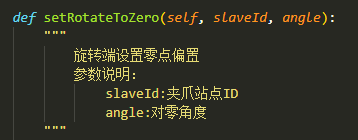 def setRotateToZero(self, slaveId, angle):
"""
旋转端设置零点偏置
参数说明:
slaveId:夹爪站点ID
angle:对零角度
"""